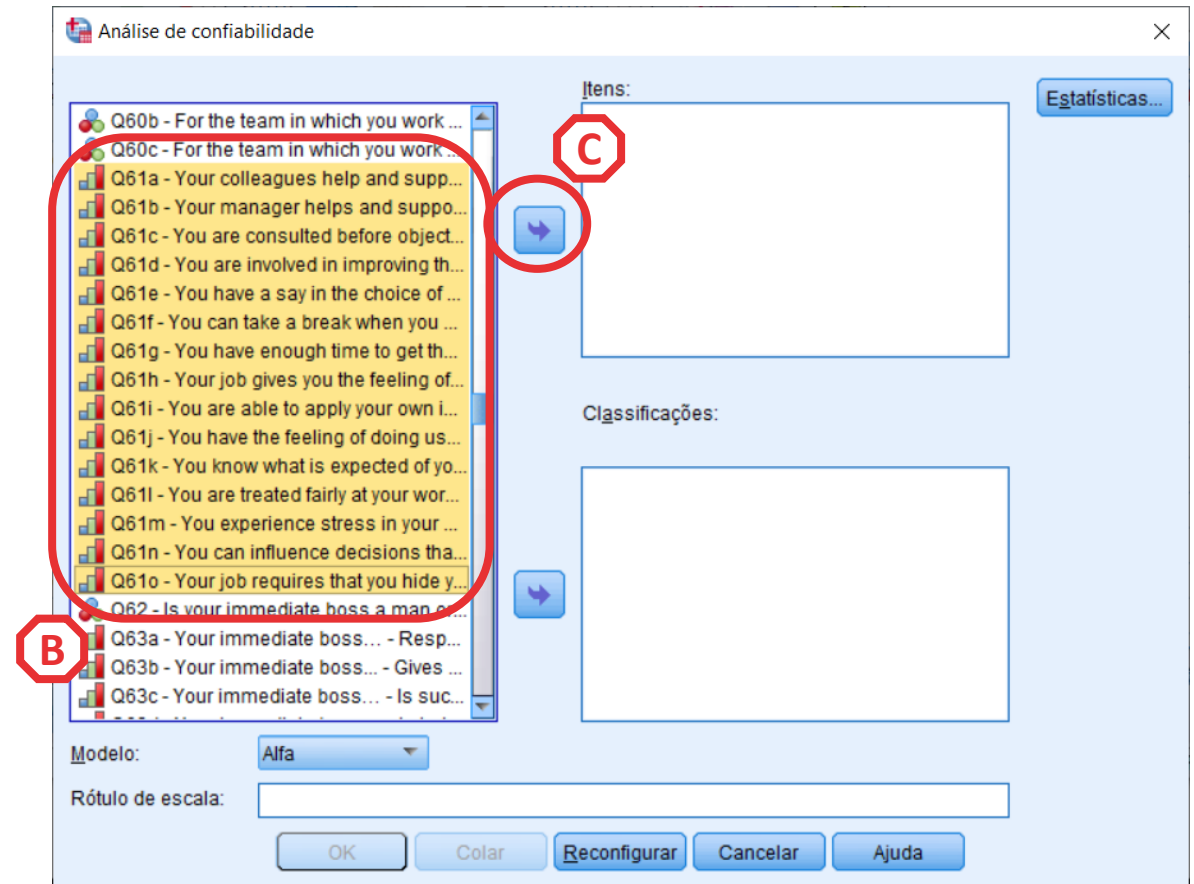 Análise de confiabilidade
Itens:
Estatísticas...
Q60b - For the team in which you work ...
Q60c - For the team in which you work ...
C
Q61a - Your colleagues help and supp...
Q61b - Your manager helps and suppo...
Q61c - You are consulted before object...
Q61d - You are involved in improving th...
Q61e - You have a say in the choice of ...
Q61f - You can take a break when you ...
Q61g - You have enough time to get th...
Q61h - Your job gives you the feeling of...
Q61i - You are able to apply your own i...
Classificações:
Q61j - You have the feeling of doing us...
Q61k - You know what is expected of yo...
Q61l - You are treated fairly at your wor...
Q61m - You experience stress in your ...
Q61n - You can influence decisions tha...
Q61o - Your job requires that you hide y...
Q62 - Is your immediate boss a man or...
B
Q63a - Your immediate boss... - Resp...
Q63b - Your immediate boss... - Gives ...
Q63c - Your immediate boss... - Is suc...
Modelo:
Alfa
Rótulo de escala:
OK
Colar
Reconfigurar
Cancelar
Ajuda